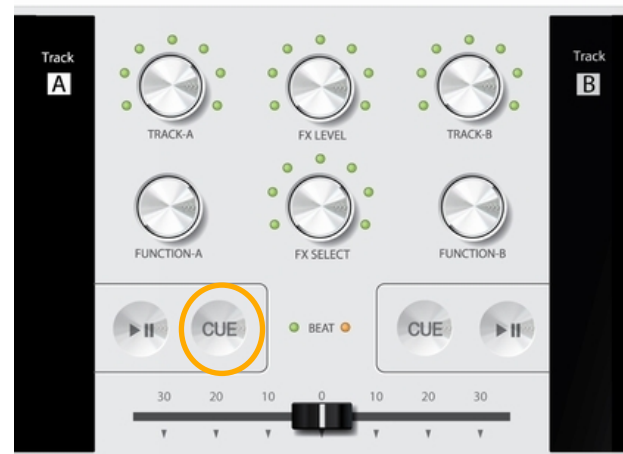 Track
A
Track
B
TRACK-A
FX LEVEL
TRACK-B
FUNCTION-A
FX SELECT
FUNCTION-B
CUE
BEAT
CUE
30 20 10 0 10 20 30